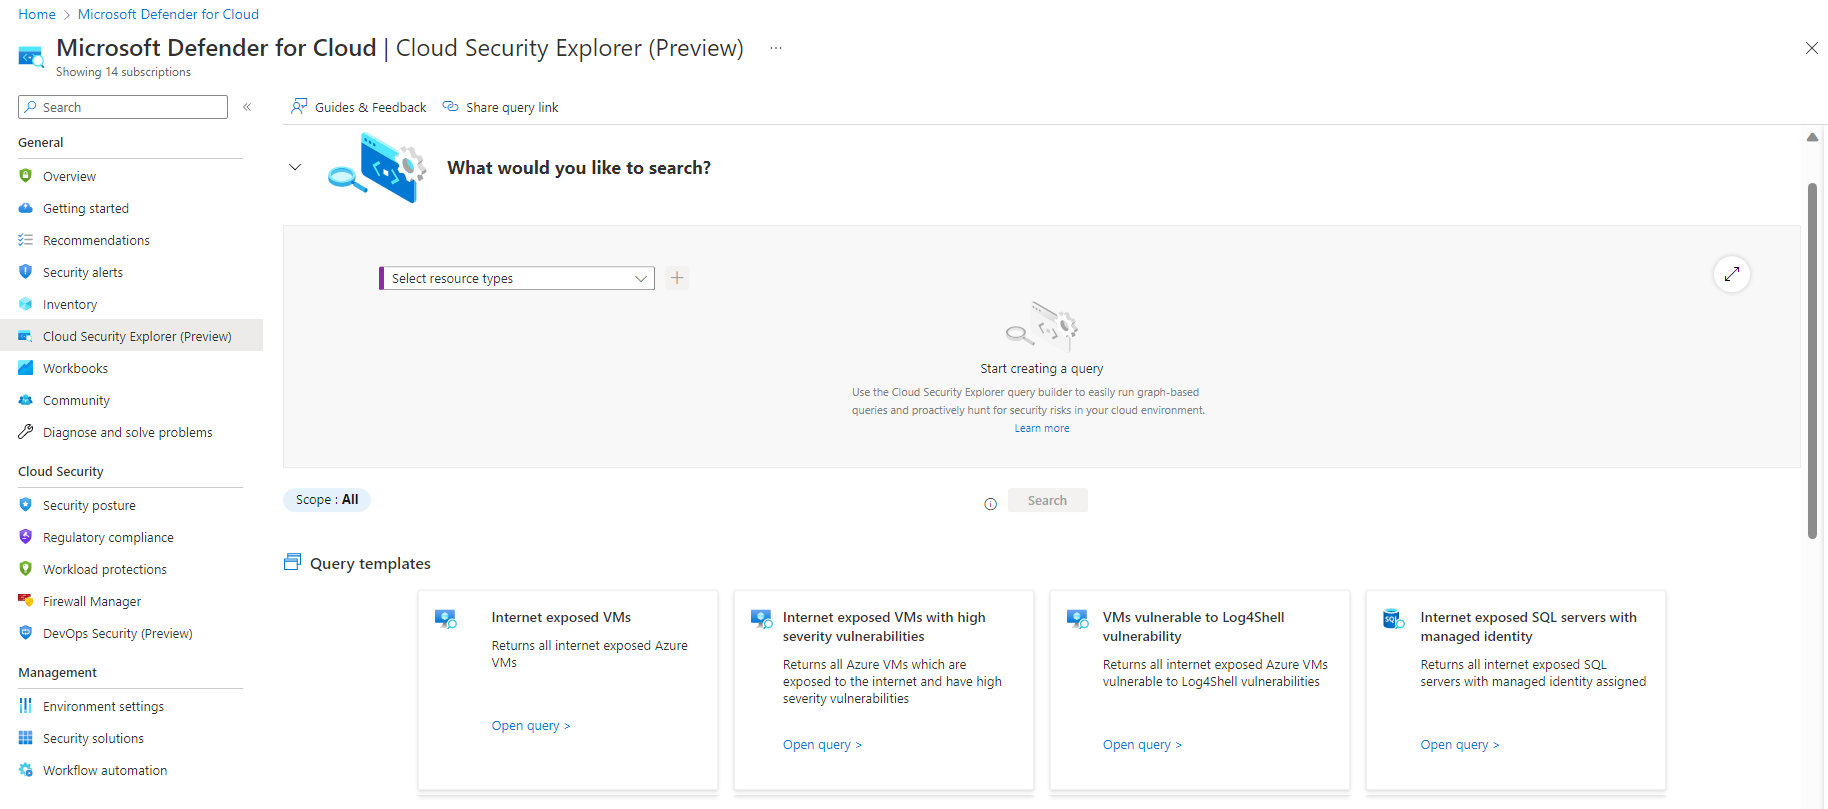 Home > Microsoft Defender for Cloud
Microsoft Defender for Cloud | Cloud Security Explorer (Preview) ...
Showing 14 subscriptions
Search «
General
Overview
Getting started
Recommendations
Security alerts
Inventory
Cloud Security Explorer (Preview)
Workbooks
Community
Diagnose and solve problems
Cloud Security
Security posture
Regulatory compliance
Workload protections
Firewall Manager
DevOps Security (Preview)
Management
Environment settings
Security solutions
Workflow automation
Guides & Feedback Share query link
What would you like to search?
Select resource types
Start creating a query
Use the Cloud Security Explorer query builder to easily run graph-based
queries and proactively hunt for security risks in your cloud environment.
Learn more
Scope : All
Search
Query templates
Internet exposed VMs
Returns all internet exposed Azure
VMs
Open query >
Internet exposed VMs with high
severity vulnerabilities
Returns all Azure VMs which are
exposed to the internet and have high
severity vulnerabilities
Open query >
VMs vulnerable to Log4Shell
vulnerability
Returns all internet exposed Azure VMs
vulnerable to Log4Shell vulnerabilities
Open query >
SQL
Internet exposed SQL servers with
managed identity
Returns all internet exposed SQL
servers with managed identity assigned
Open query >